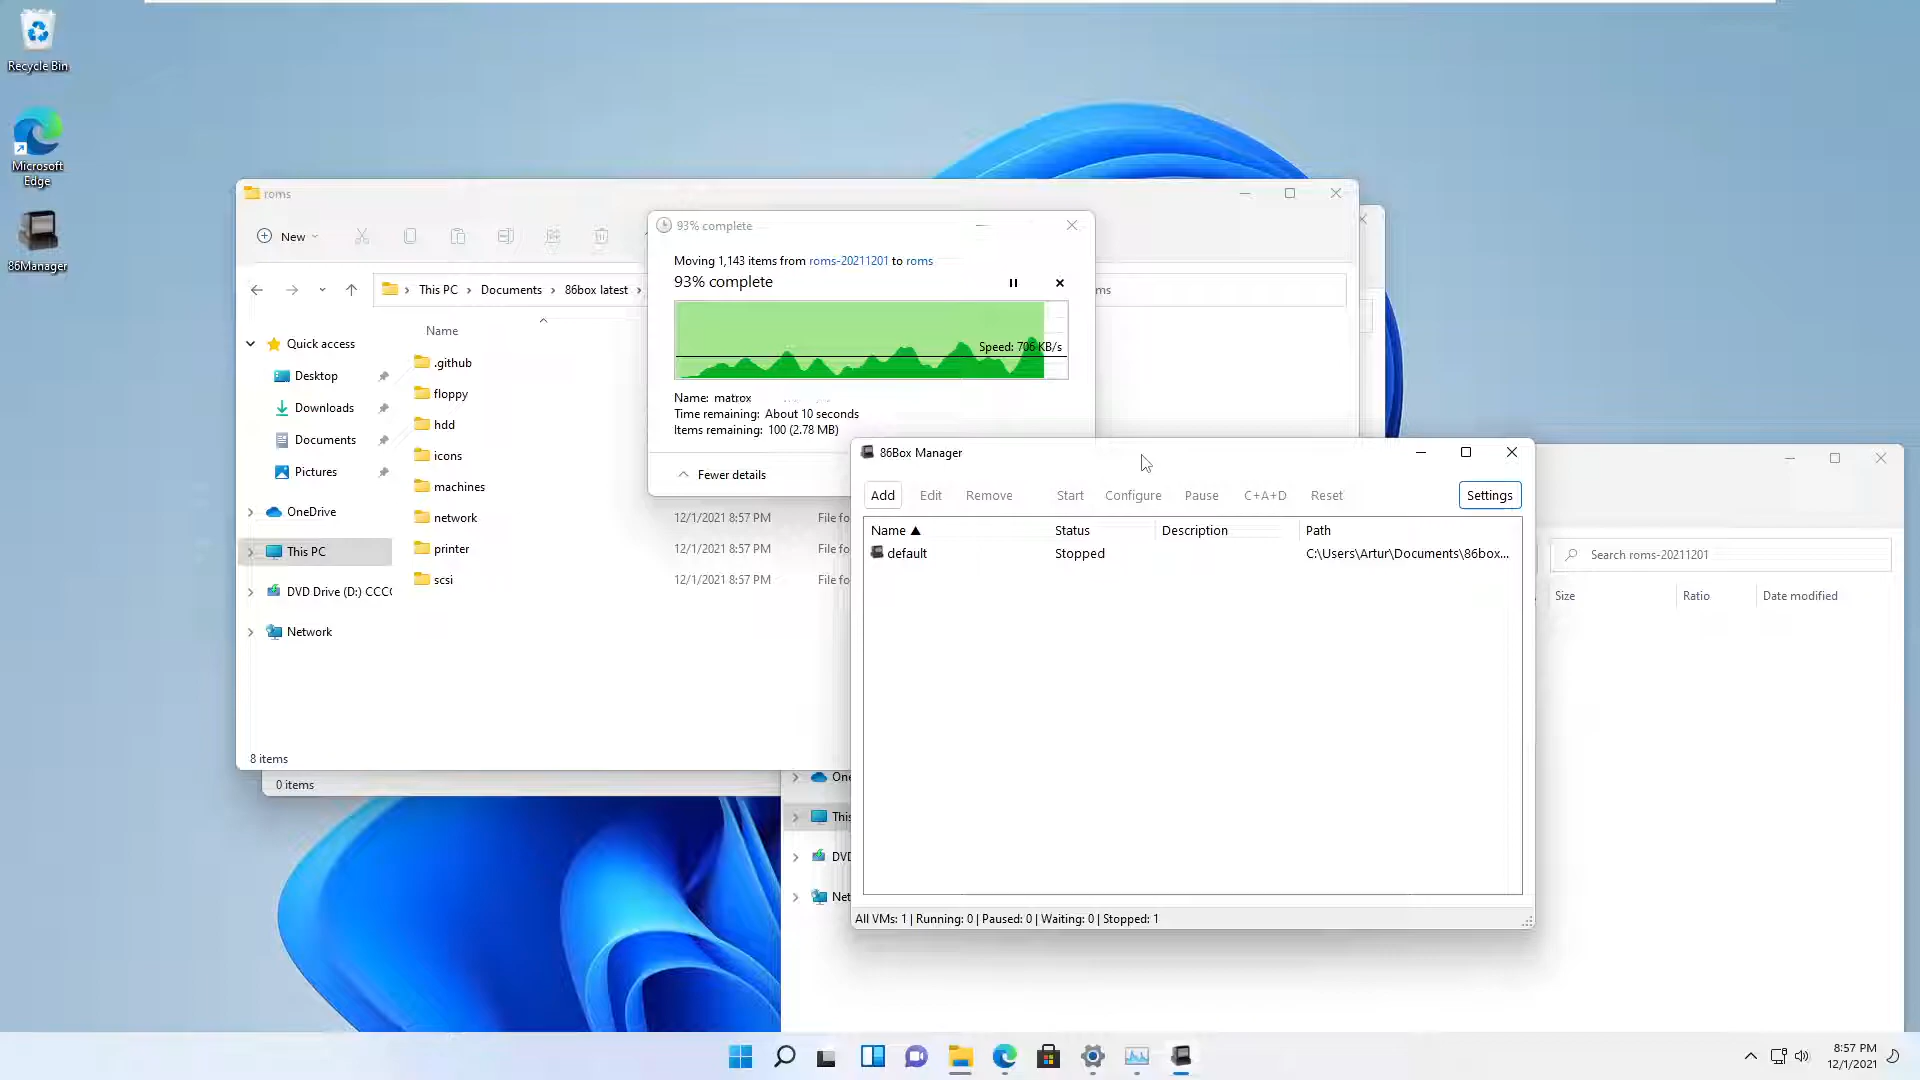 Recycle Bin
Microsoft
Edge
86Manager
roms
New
This PC
Documents
86box latest
Name
Quick access
Desktop
Downloads
Documents
Pictures
OneDrive
This PC
DVD Drive (D:) CCC
Network
.github
floppy
hdd
icons
machines
network
printer
scsi
12/1/2021 8:57 PM
File fo
12/1/2021 8:57 PM
File fo
12/1/2021 8:57 PM
File fo
8 items
0 items
93% complete
Moving 1,143 items from roms-20211201 to roms
93% complete
Speed: 706 KB/s
Name: matrox
Time remaining: About 10 seconds
Items remaining: 100 (2.78 MB)
Fewer details
ms
86Box Manager
Add Edit Remove Start Configure Pause C+A+D Reset Settings
Name Status Description Path
default Stopped C:\Users\Artur\Documents\86box...
All VMs: 1 | Running: 0 | Paused: 0 | Waiting: 0 | Stopped: 1
Search roms-20211201
Size Ratio Date modified
One
This
DVD
Net
8:57 PM
12/1/2021